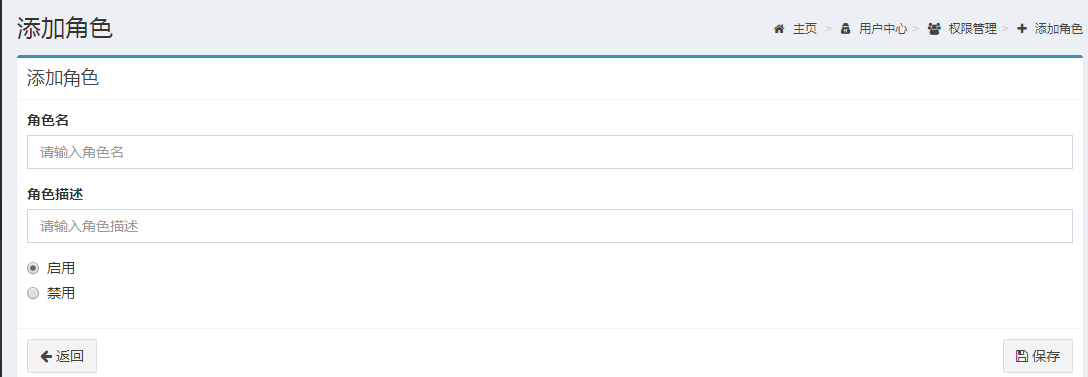 添加角色
主页 > 用户中心 > 权限管理 > 添加角色
添加角色
角色名
请输入角色名
角色描述
请输入角色描述
启用
禁用
返回
保存